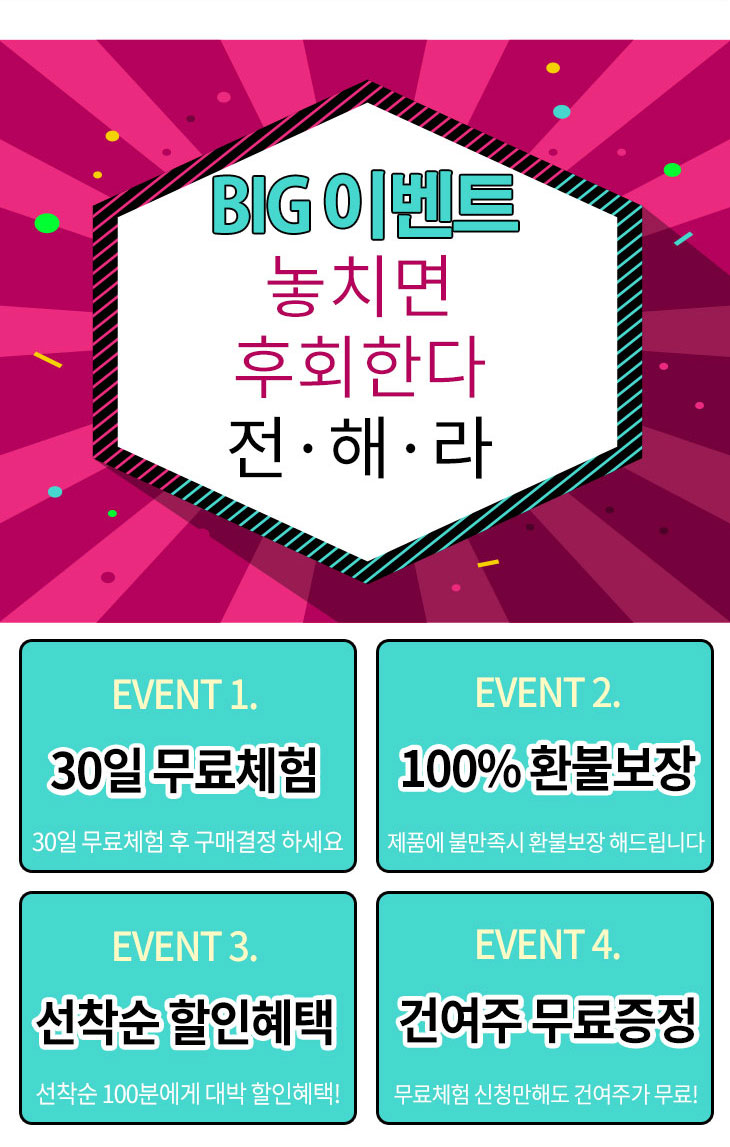 BIG 이벤트
놓치면
후회한다
전·해·라
EVENT 1.
30일 무료체험
30일 무료체험 후 구매결정 하세요
EVENT 2.
100% 환불보장
제품에 불만족시 환불보장 해드립니다
EVENT 3.
선착순 할인혜택
선착순 100분에게 대박 할인혜택!
EVENT 4.
건여주 무료증정
무료체험 신청만해도 건여주가 무료!